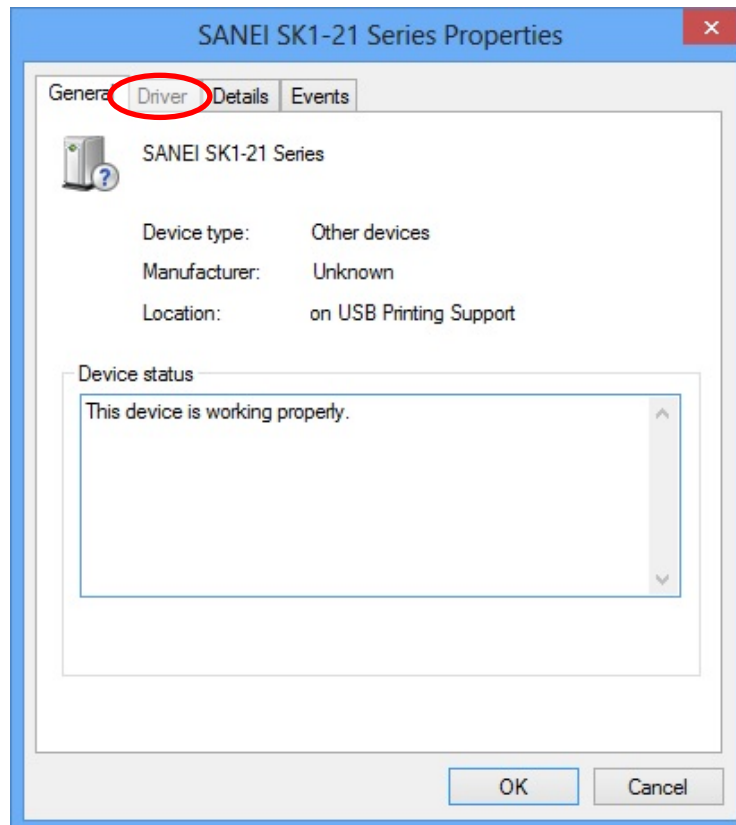 SANEI SK1-21 Series Properties
General Driver Details Events
SANEI SK1-21 Series
Device type: Other devices
Manufacturer: Unknown
Location: on USB Printing Support
Device status
This device is working properly.
OK Cancel